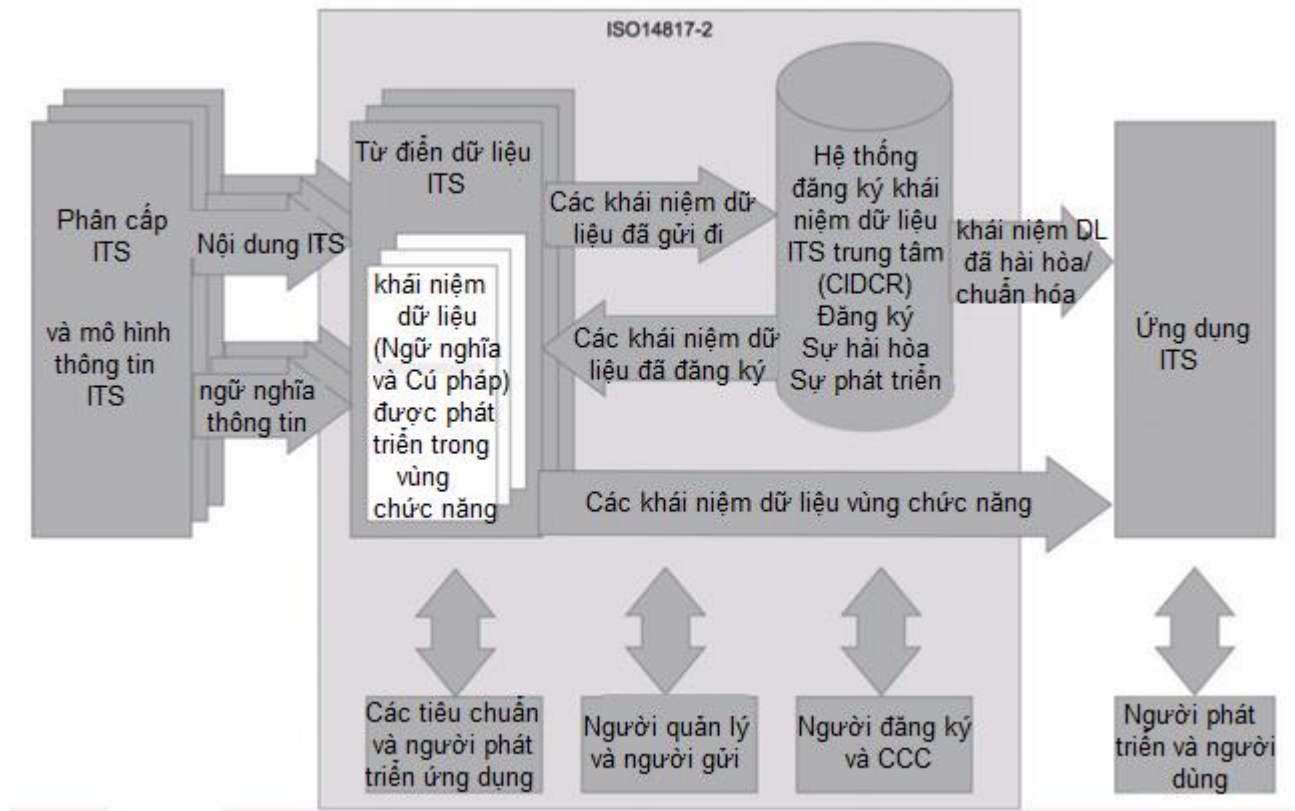 ISO14817-2
Phân cấp
ITS
và mô hình
thông tin
ITS
Nội dung ITS
ngữ nghĩa
thông tin
Từ điển dữ liệu
ITS
khái niệm
dữ liệu
(Ngữ nghĩa
và Cú pháp)
được phát
triển trong
vùng
chức năng
Các khái niệm dữ
liệu đã gửi đi
Các khái niệm dữ
liệu đã đăng ký
Hệ thống
đăng ký khái
niệm dữ liệu
ITS trung tâm
(CIDCR)
Đăng ký
Sự hài hòa
Sự phát triển
khái niệm DL
đã hài hòa/
chuẩn hóa
Ứng dụng
ITS
Các khái niệm dữ liệu vùng chức năng
Các tiêu chuẩn
và người phát
triển ứng dụng
Người quản lý
và người gửi
Người đăng ký
và CCC
Người phát
triển và người
dùng